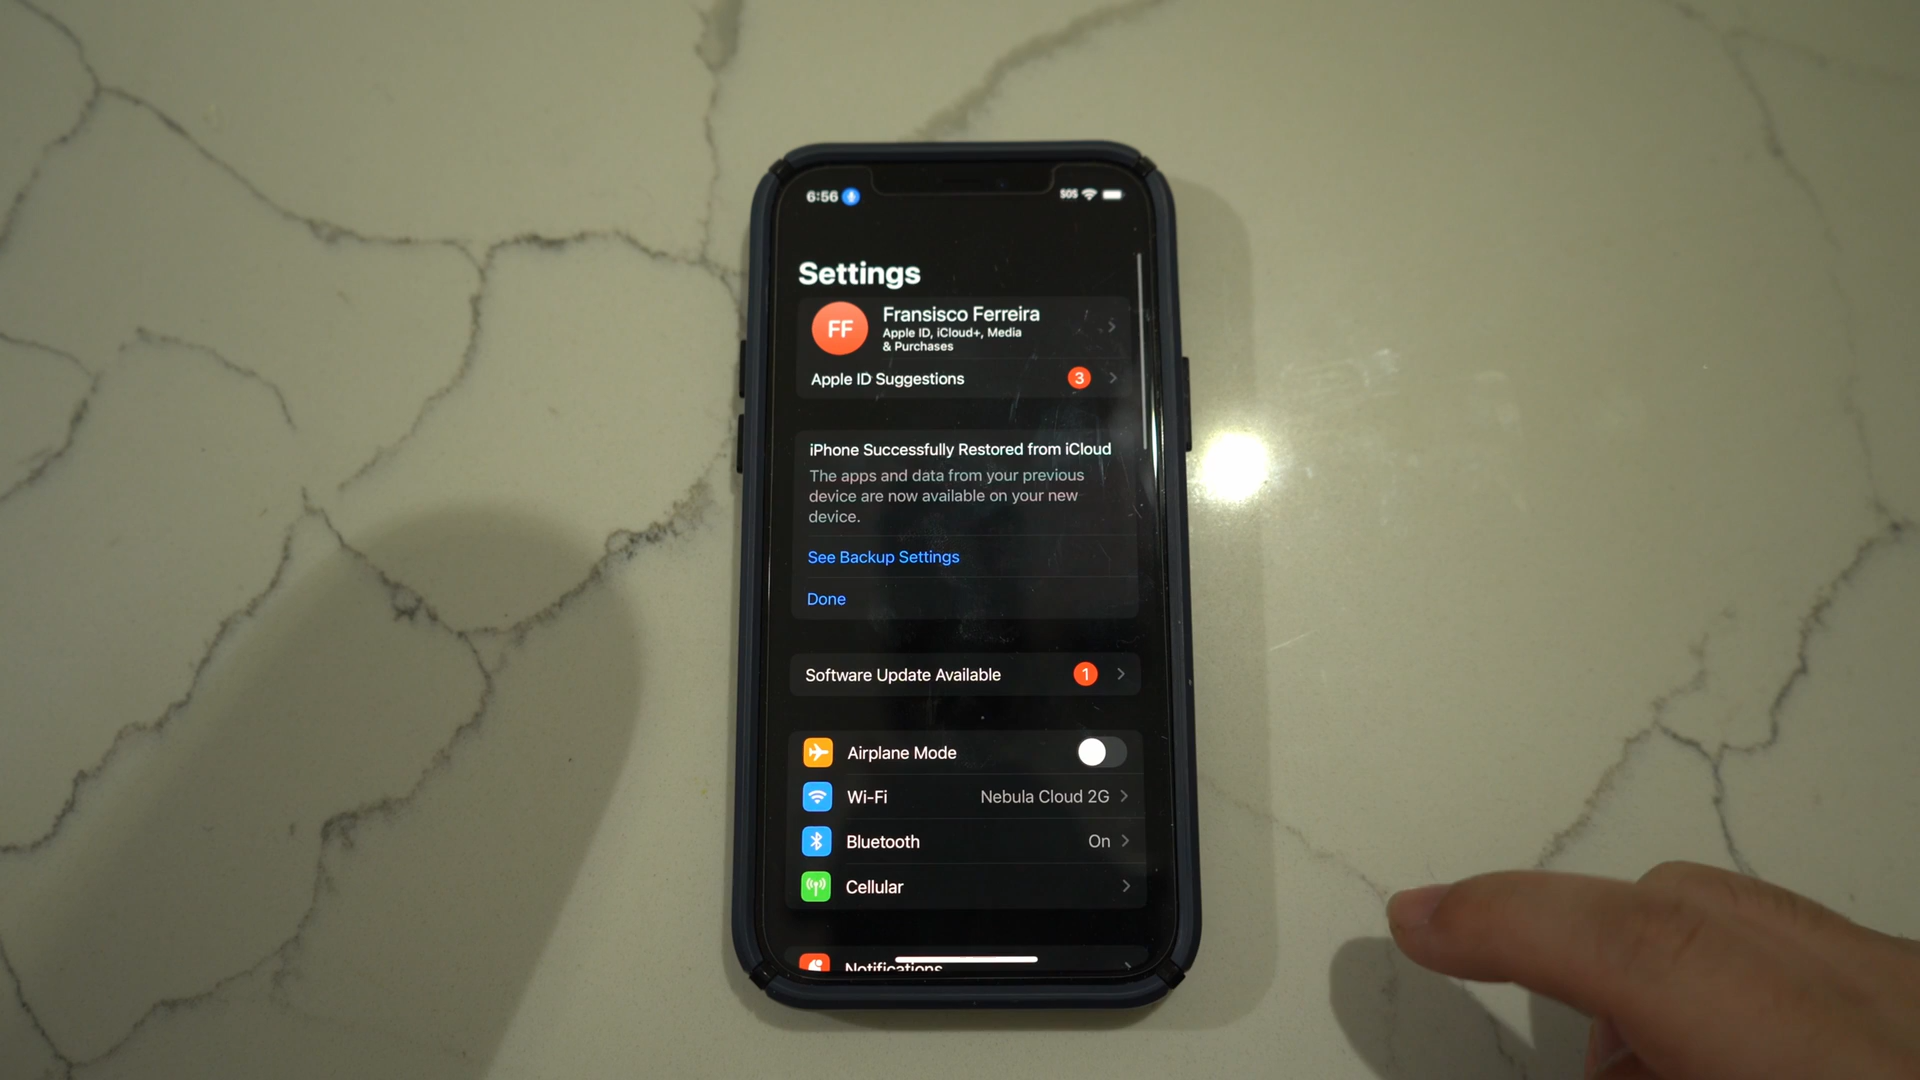 6:56
SOS
Settings
FF
Fransisco Ferreira
Apple ID, iCloud+, Media
& Purchases
Apple ID Suggestions 3
iPhone Successfully Restored from iCloud
The apps and data from your previous
device are now available on your new
device.
See Backup Settings
Done
Software Update Available 1
Airplane Mode
Wi-Fi Nebula Cloud 2G
Bluetooth On
Cellular
Notifications